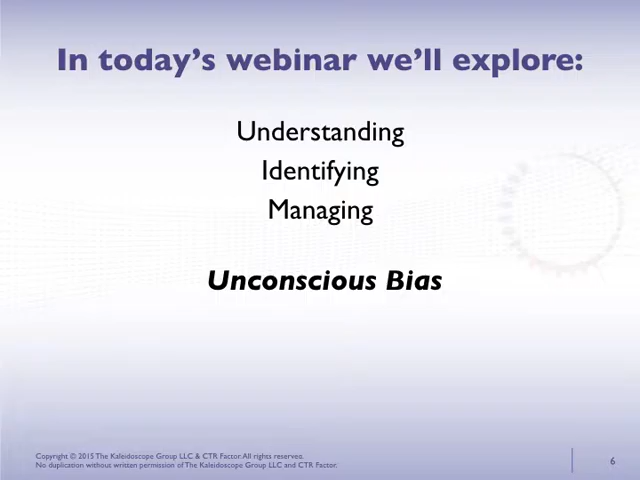 In today's webinar we'll explore:
Understanding
Identifying
Managing
Unconscious Bias
Copyright © 2015 The Kaleidoscope Group LLC & CTR Factor. All rights reserved.
No duplication without written permission of The Kaleidoscope Group LLC and CTR Factor.
6